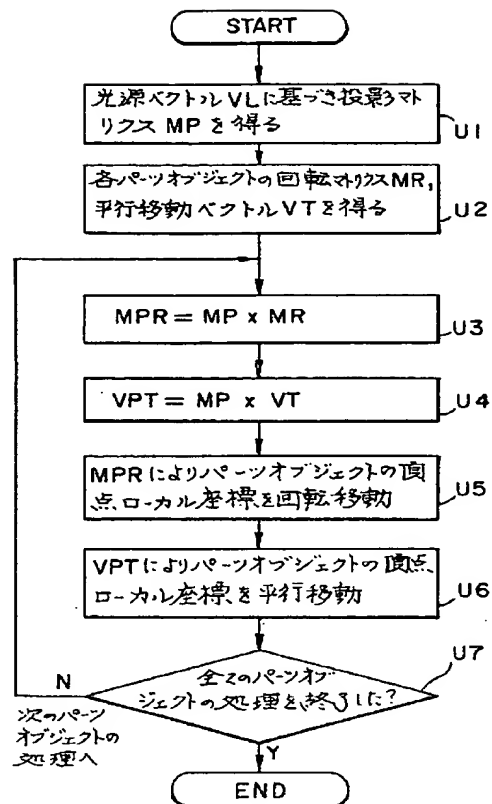 START
光源ベクトルVLに基づき投影マト
リクスMPを得る
U1
各パーツオブジェクトの回転マトリクスMR,
平行移動ベクトルVTを得る
U2
MPR = MP x MR
U3
VPT = MP x VT
U4
MPRによりパーツオブジェクトの頂
点ローカル座標を回転移動
U5
VPTによりパーツオブジェクトの頂点
ローカル座標を平行移動
U6
U7
全てのパーツオブ
ジェクトの処理を終了した?
N
次のパーツ
オブジェクトの
処理へ
Y
END